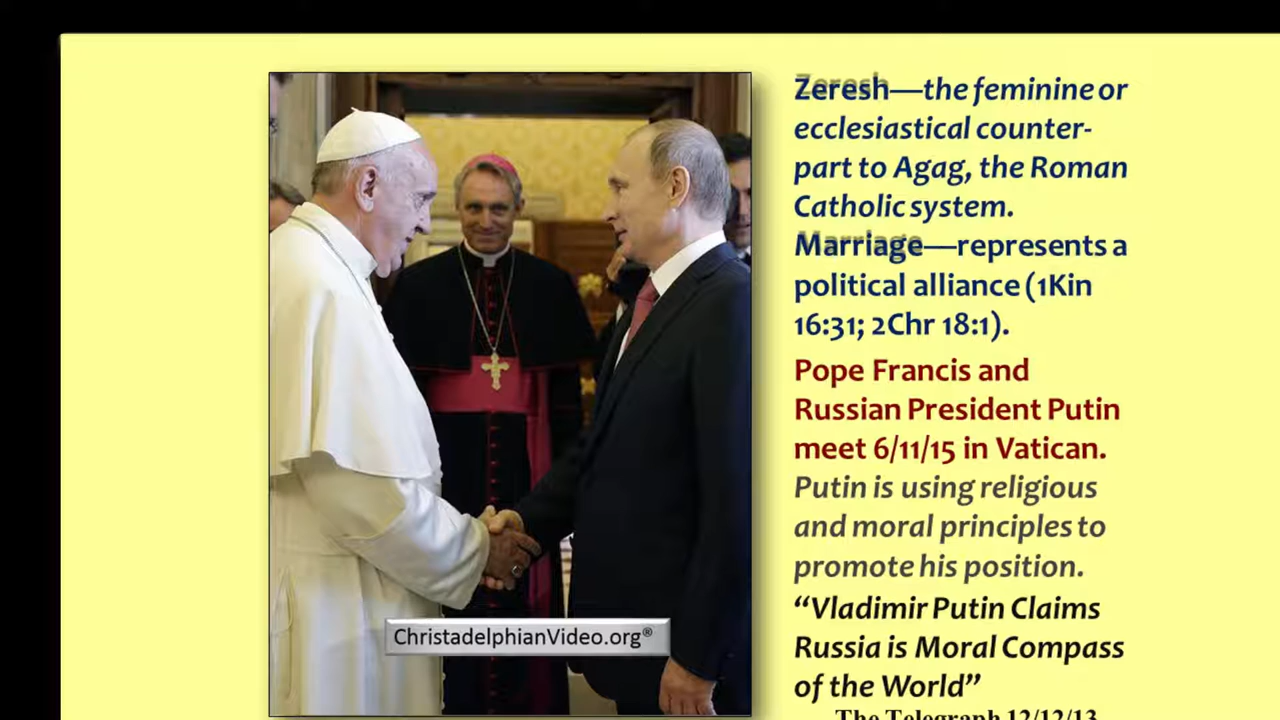 Zeresh—the feminine or
ecclesiastical counter-
part to Agag, the Roman
Catholic system.
Marriage—represents a
political alliance (1Kin
16:31; 2Chr 18:1).
Pope Francis and
Russian President Putin
meet 6/11/15 in Vatican.
Putin is using religious
and moral principles to
promote his position.
“Vladimir Putin Claims
Russia is Moral Compass
of the World”
The Telegraph 12/12/13
ChristadelphianVideo.org®